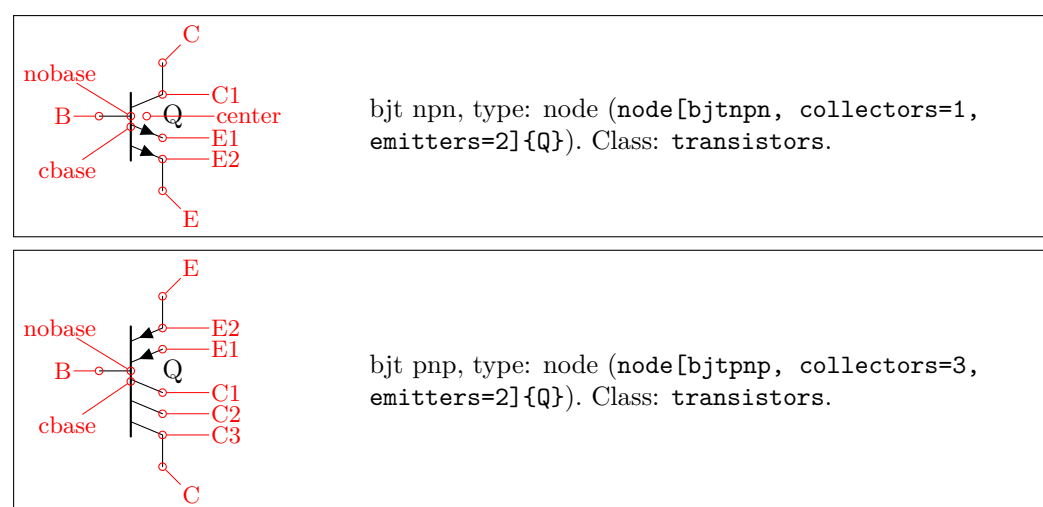 C
nobase
C1
B
Q
center
E1
E2
cbase
E
bjt npn, type: node (node[bjtnpn, collectors=1,
emitters=2]{Q}). Class: transistors.
E
nobase
E2
E1
B
Q
C1
C2
cbase
C3
C
bjt pnp, type: node (node[bjtpnp, collectors=3,
emitters=2]{Q}). Class: transistors.